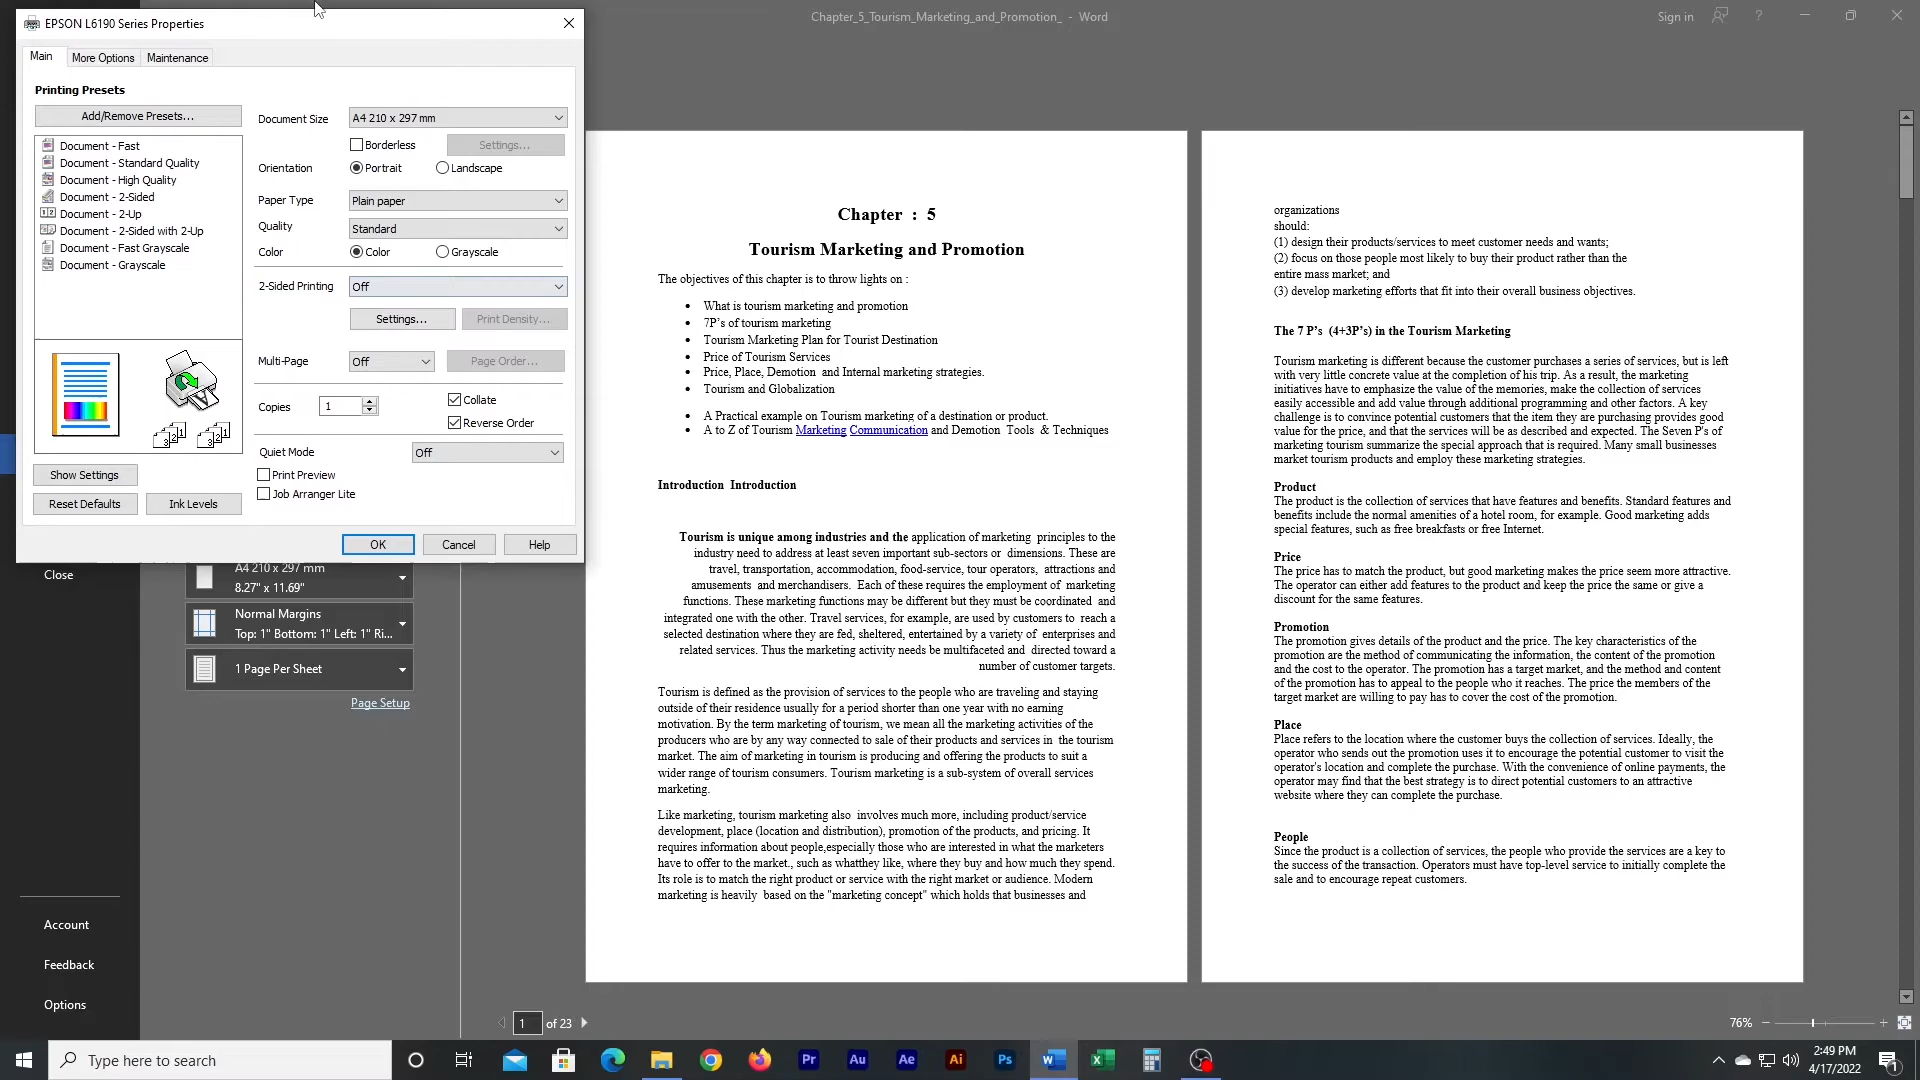 EPSON L6190 Series Properties
Chapter_5_Tourism_Marketing_and_Promotion_ - Word
Sign in
Main
More Options
Maintenance
Printing Presets
Add/Remove Presets...
Document - Fast
Document - Standard Quality
Document - High Quality
Document - 2-Sided
Document - 2-Up
Document - 2-Sided with 2-Up
Document - Fast Grayscale
Document - Grayscale
Show Settings
Reset Defaults
Ink Levels
Document Size
A4 210 x 297 mm
Borderless
Settings...
Orientation
Portrait
Landscape
Paper Type
Plain paper
Quality
Standard
Color
Color
Grayscale
2-Sided Printing
Off
Settings...
Print Density...
Multi-Page
Off
Page Order...
Copies
1
Collate
Reverse Order
Quiet Mode
Off
Print Preview
Job Arranger Lite
OK
Cancel
Help
Close
A4 210 x 297 mm
8.27" x 11.69"
Normal Margins
Top: 1" Bottom: 1" Left: 1" Ri...
1 Page Per Sheet
Page Setup
Account
Feedback
Options
Chapter : 5
Tourism Marketing and Promotion
The objectives of this chapter is to throw lights on :
• What is tourism marketing and promotion
• 7P's of tourism marketing
• Tourism Marketing Plan for Tourist Destination
• Price of Tourism Services
• Price, Place, Demotion and Internal marketing strategies.
• Tourism and Globalization
• A Practical example on Tourism marketing of a destination or product.
• A to Z of Tourism Marketing Communication and Demotion Tools & Techniques
Introduction Introduction
Tourism is unique among industries and the application of marketing principles to the
industry need to address at least seven important sub-sectors or dimensions. These are
travel, transportation, accommodation, food-service, tour operators, attractions and
amusements and merchandisers. Each of these requires the employment of marketing
functions. These marketing functions may be different but they must be coordinated and
integrated one with the other. Travel services, for example, are used by customers to reach a
selected destination where they are fed, sheltered, entertained by a variety of enterprises and
related services. Thus the marketing activity needs be multifaceted and directed toward a
number of customer targets.
Tourism is defined as the provision of services to the people who are traveling and staying
outside of their residence usually for a period shorter than one year with no earning
motivation. By the term marketing of tourism, we mean all the marketing activities of the
producers who are by any way connected to sale of their products and services in the tourism
market. The aim of marketing in tourism is producing and offering the products to suit a
wider range of tourism consumers. Tourism marketing is a sub-system of overall services
marketing.
Like marketing, tourism marketing also involves much more, including product/service
development, place (location and distribution), promotion of the products, and pricing. It
requires information about people,especially those who are interested in what the marketers
have to offer to the market., such as whatthey like, where they buy and how much they spend.
Its role is to match the right product or service with the right market or audience. Modern
marketing is heavily based on the "marketing concept" which holds that businesses and
organizations
should:
(1) design their products/services to meet customer needs and wants;
(2) focus on those people most likely to buy their product rather than the
entire mass market; and
(3) develop marketing efforts that fit into their overall business objectives.
The 7 P's (4+3P's) in the Tourism Marketing
Tourism marketing is different because the customer purchases a series of services, but is left
with very little concrete value at the completion of his trip. As a result, the marketing
initiatives have to emphasize the value of the memories, make the collection of services
easily accessible and add value through additional programming and other factors. A key
challenge is to convince potential customers that the item they are purchasing provides good
value for the price, and that the services will be as described and expected. The Seven P's of
marketing tourism summarize the special approach that is required. Many small businesses
market tourism products and employ these marketing strategies.
Product
The product is the collection of services that have features and benefits. Standard features and
benefits include the normal amenities of a hotel room, for example. Good marketing adds
special features, such as free breakfasts or free Internet.
Price
The price has to match the product, but good marketing makes the price seem more attractive.
The operator can either add features to the product and keep the price the same or give a
discount for the same features.
Promotion
The promotion gives details of the product and the price. The key characteristics of the
promotion are the method of communicating the information, the content of the promotion
and the cost to the operator. The promotion has a target market, and the method and content
of the promotion has to appeal to the people who it reaches. The price the members of the
target market are willing to pay has to cover the cost of the promotion.
Place
Place refers to the location where the customer buys the collection of services. Ideally, the
operator who sends out the promotion uses it to encourage the potential customer to visit the
operator's location and complete the purchase. With the convenience of online payments, the
operator may find that the best strategy is to direct potential customers to an attractive
website where they can complete the purchase.
People
Since the product is a collection of services, the people who provide the services are a key to
the success of the transaction. Operators must have top-level service to initially complete the
sale and to encourage repeat customers.
1 of 23
76%
Type here to search
Pr
Au
Ae
Ai
Ps
2:49 PM
4/17/2022
1